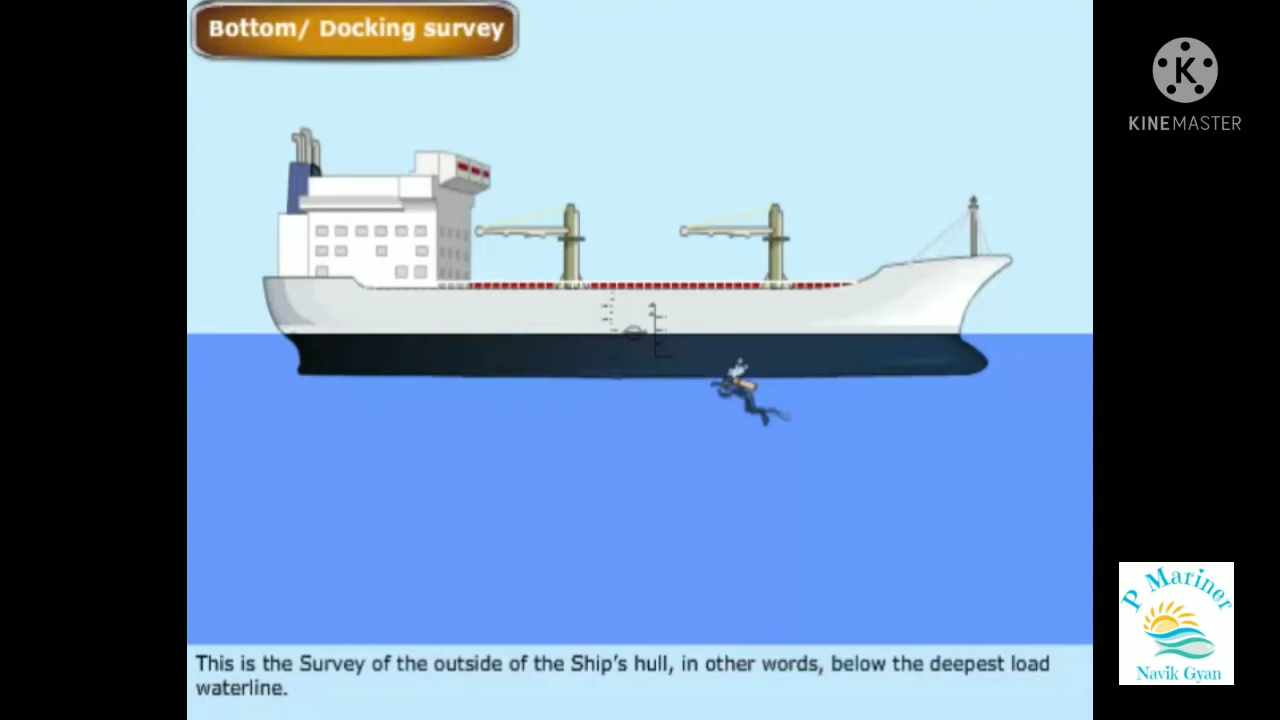 Bottom/ Docking survey
K
KINEMASTER
This is the Survey of the outside of the Ship's hull, in other words, below the deepest load
waterline.
P Mariner
Navik Gyan